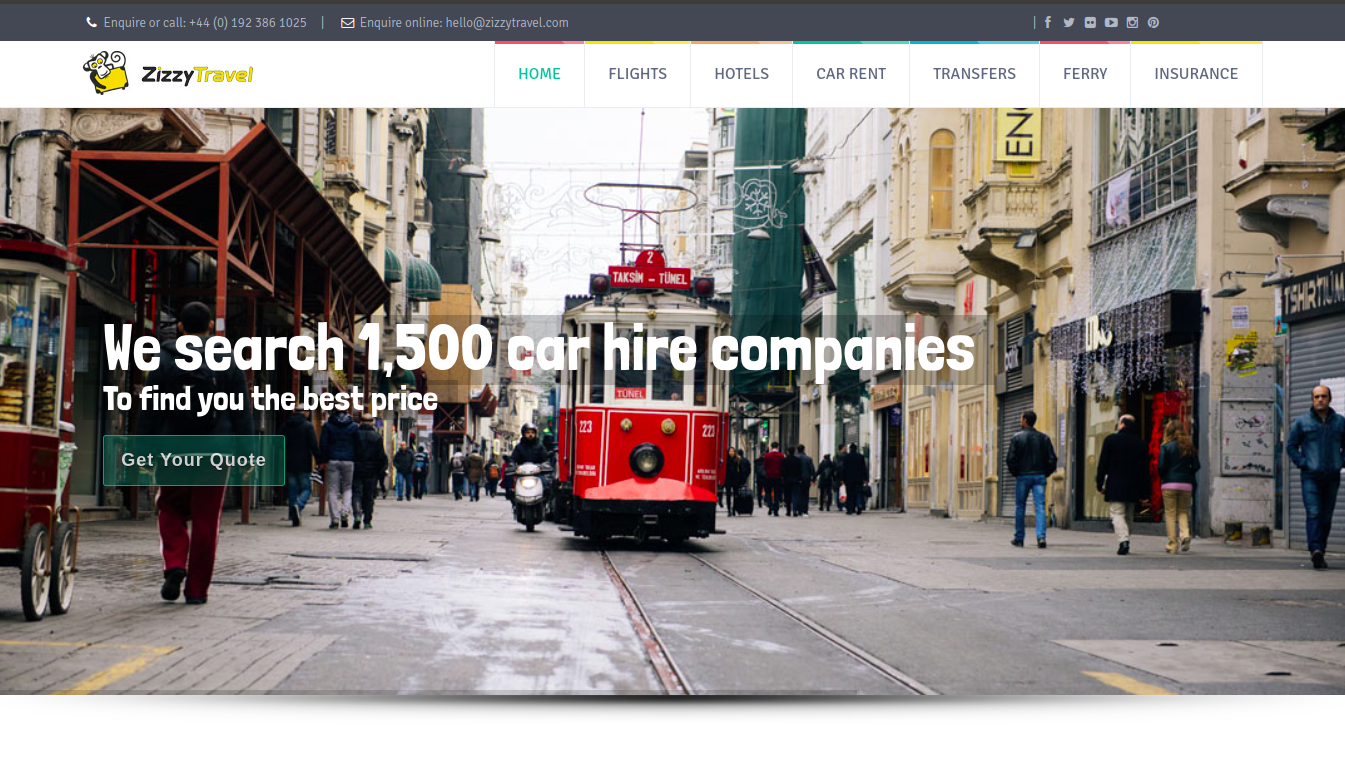 Enquire or call: +44 (0) 192 386 1025 | Enquire online: hello@zizzytravel.com |
ZizzyTravel
HOME FLIGHTS HOTELS CAR RENT TRANSFERS FERRY INSURANCE
EN
2
TAKSİM – TÜNEL
TSHIRTIUM
We search 1,500 car hire companies
TÜNEL
To find you the best price
223 223
Get Your Quote